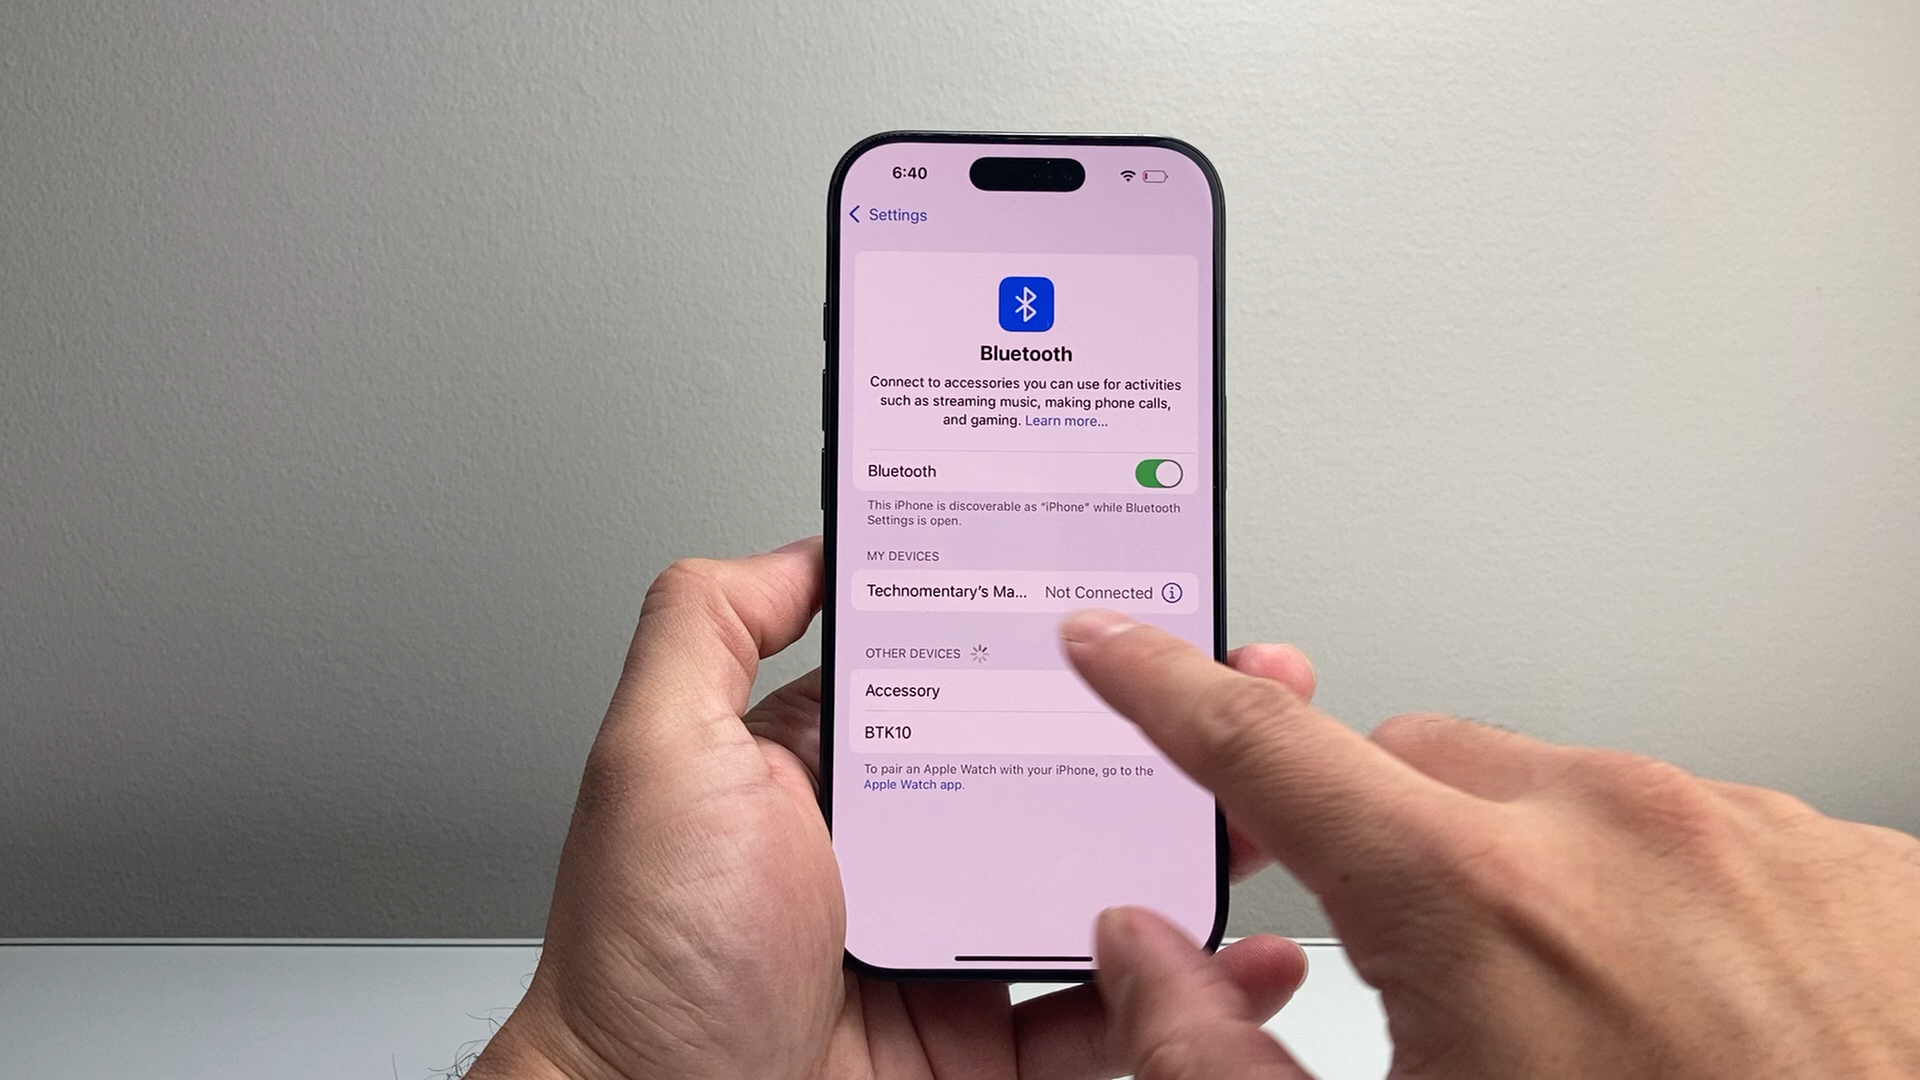 6:40
Settings
Bluetooth
Connect to accessories you can use for activities
such as streaming music, making phone calls,
and gaming. Learn more...
Bluetooth
This iPhone is discoverable as “iPhone” while Bluetooth
Settings is open.
MY DEVICES
Technomentary’s Ma... Not Connected
OTHER DEVICES
Accessory
BTK10
To pair an Apple Watch with your iPhone, go to the
Apple Watch app.